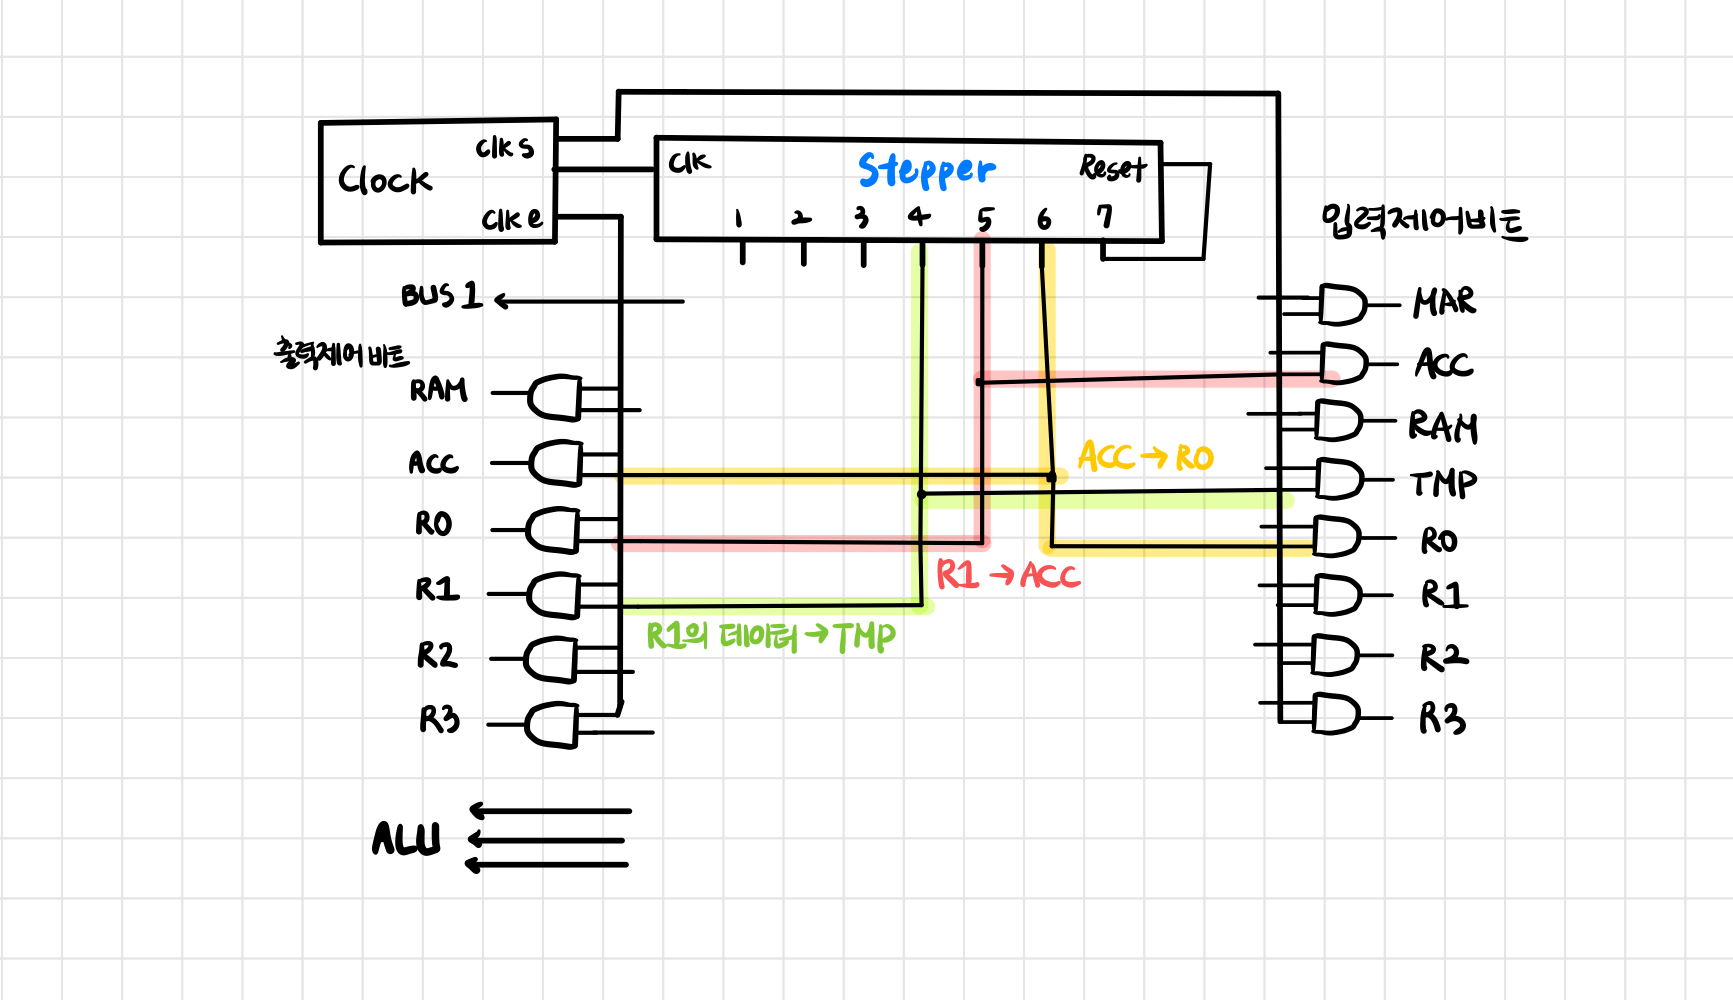 Clock
clk s
clk e
clk
Stepper
Reset
1 2 3 4 5 6 7
BUS 1
출력제어비트
RAM
ACC
R0
R1
R2
R3
ALU
ACC → R0
R1 → ACC
R1의 데이터 → TMP
입력제어비트
MAR
ACC
RAM
TMP
R0
R1
R2
R3